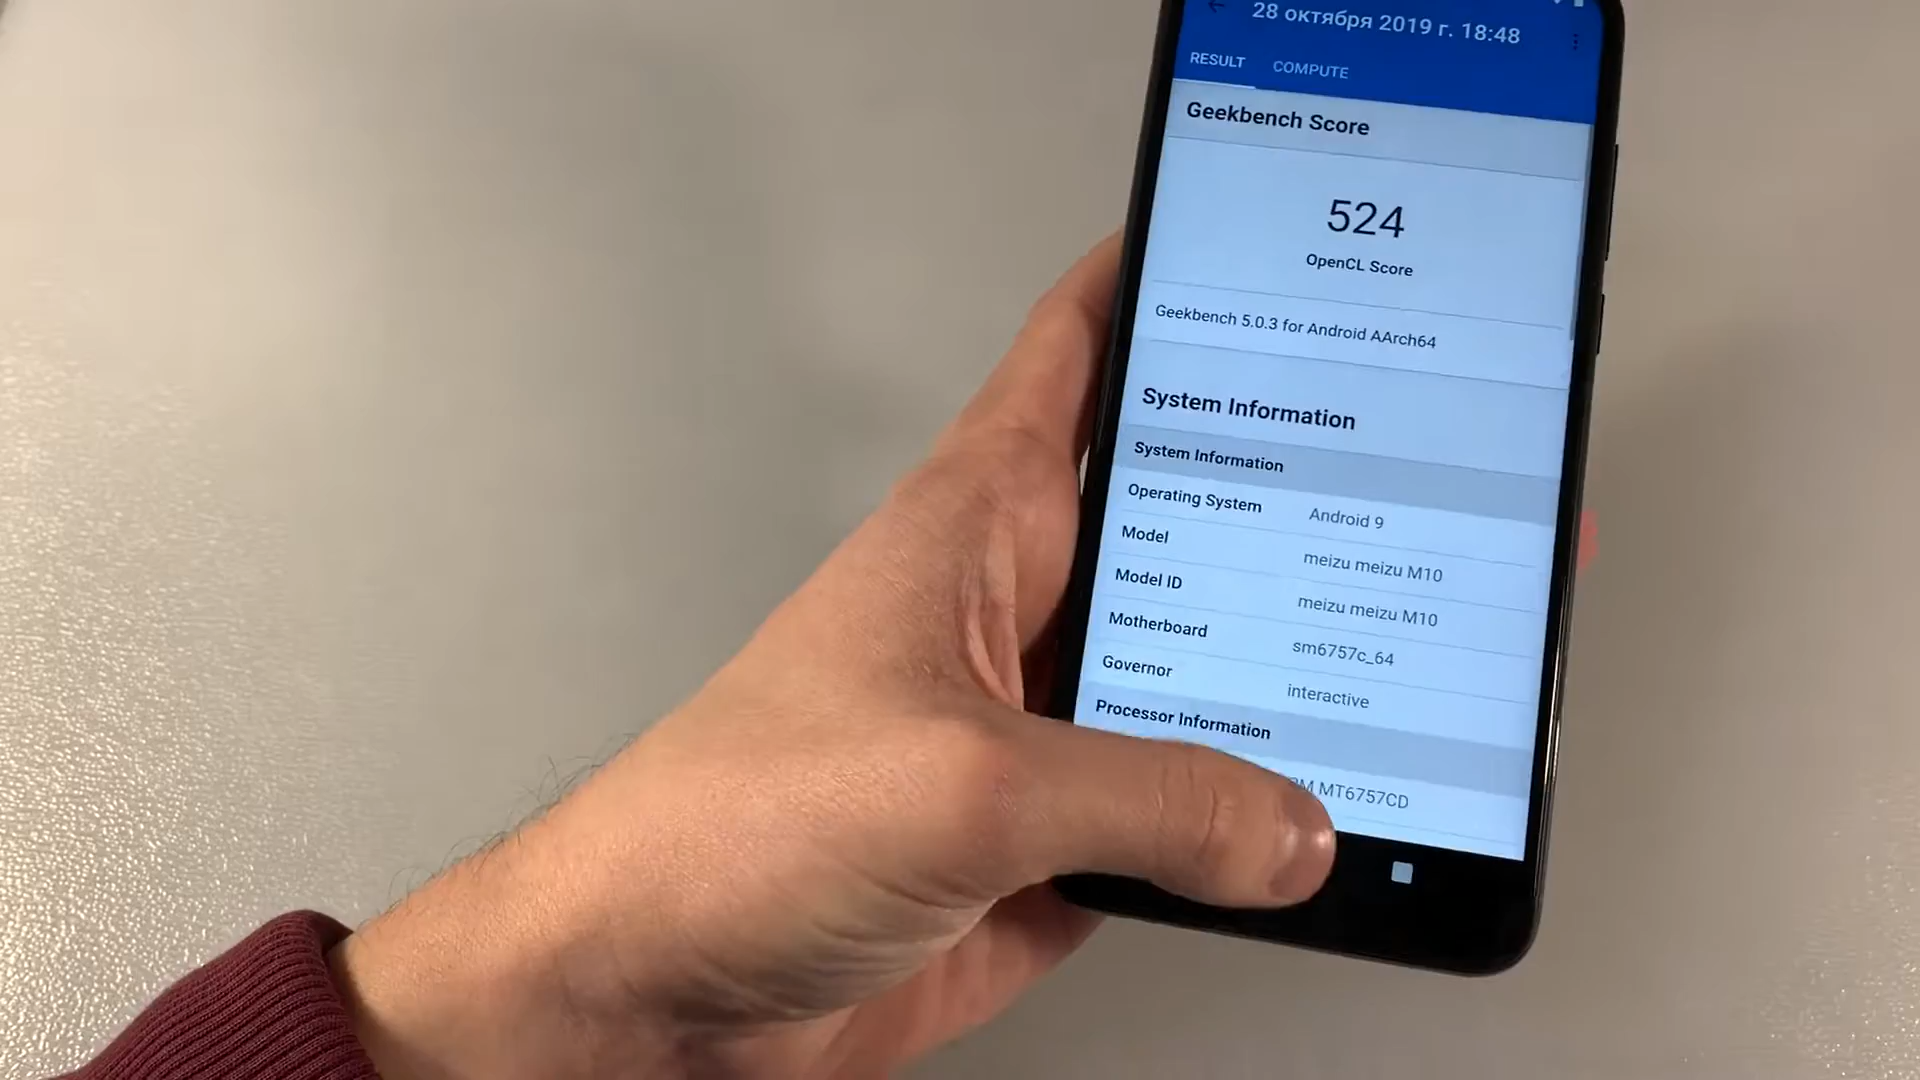 28 октября 2019 г. 18:48
RESULT COMPUTE
Geekbench Score
524
OpenCL Score
Geekbench 5.0.3 for Android AArch64
System Information
System Information
Operating System Android 9
Model meizu meizu M10
Model ID meizu meizu M10
Motherboard sm6757c_64
Governor interactive
Processor Information
MT6757CD